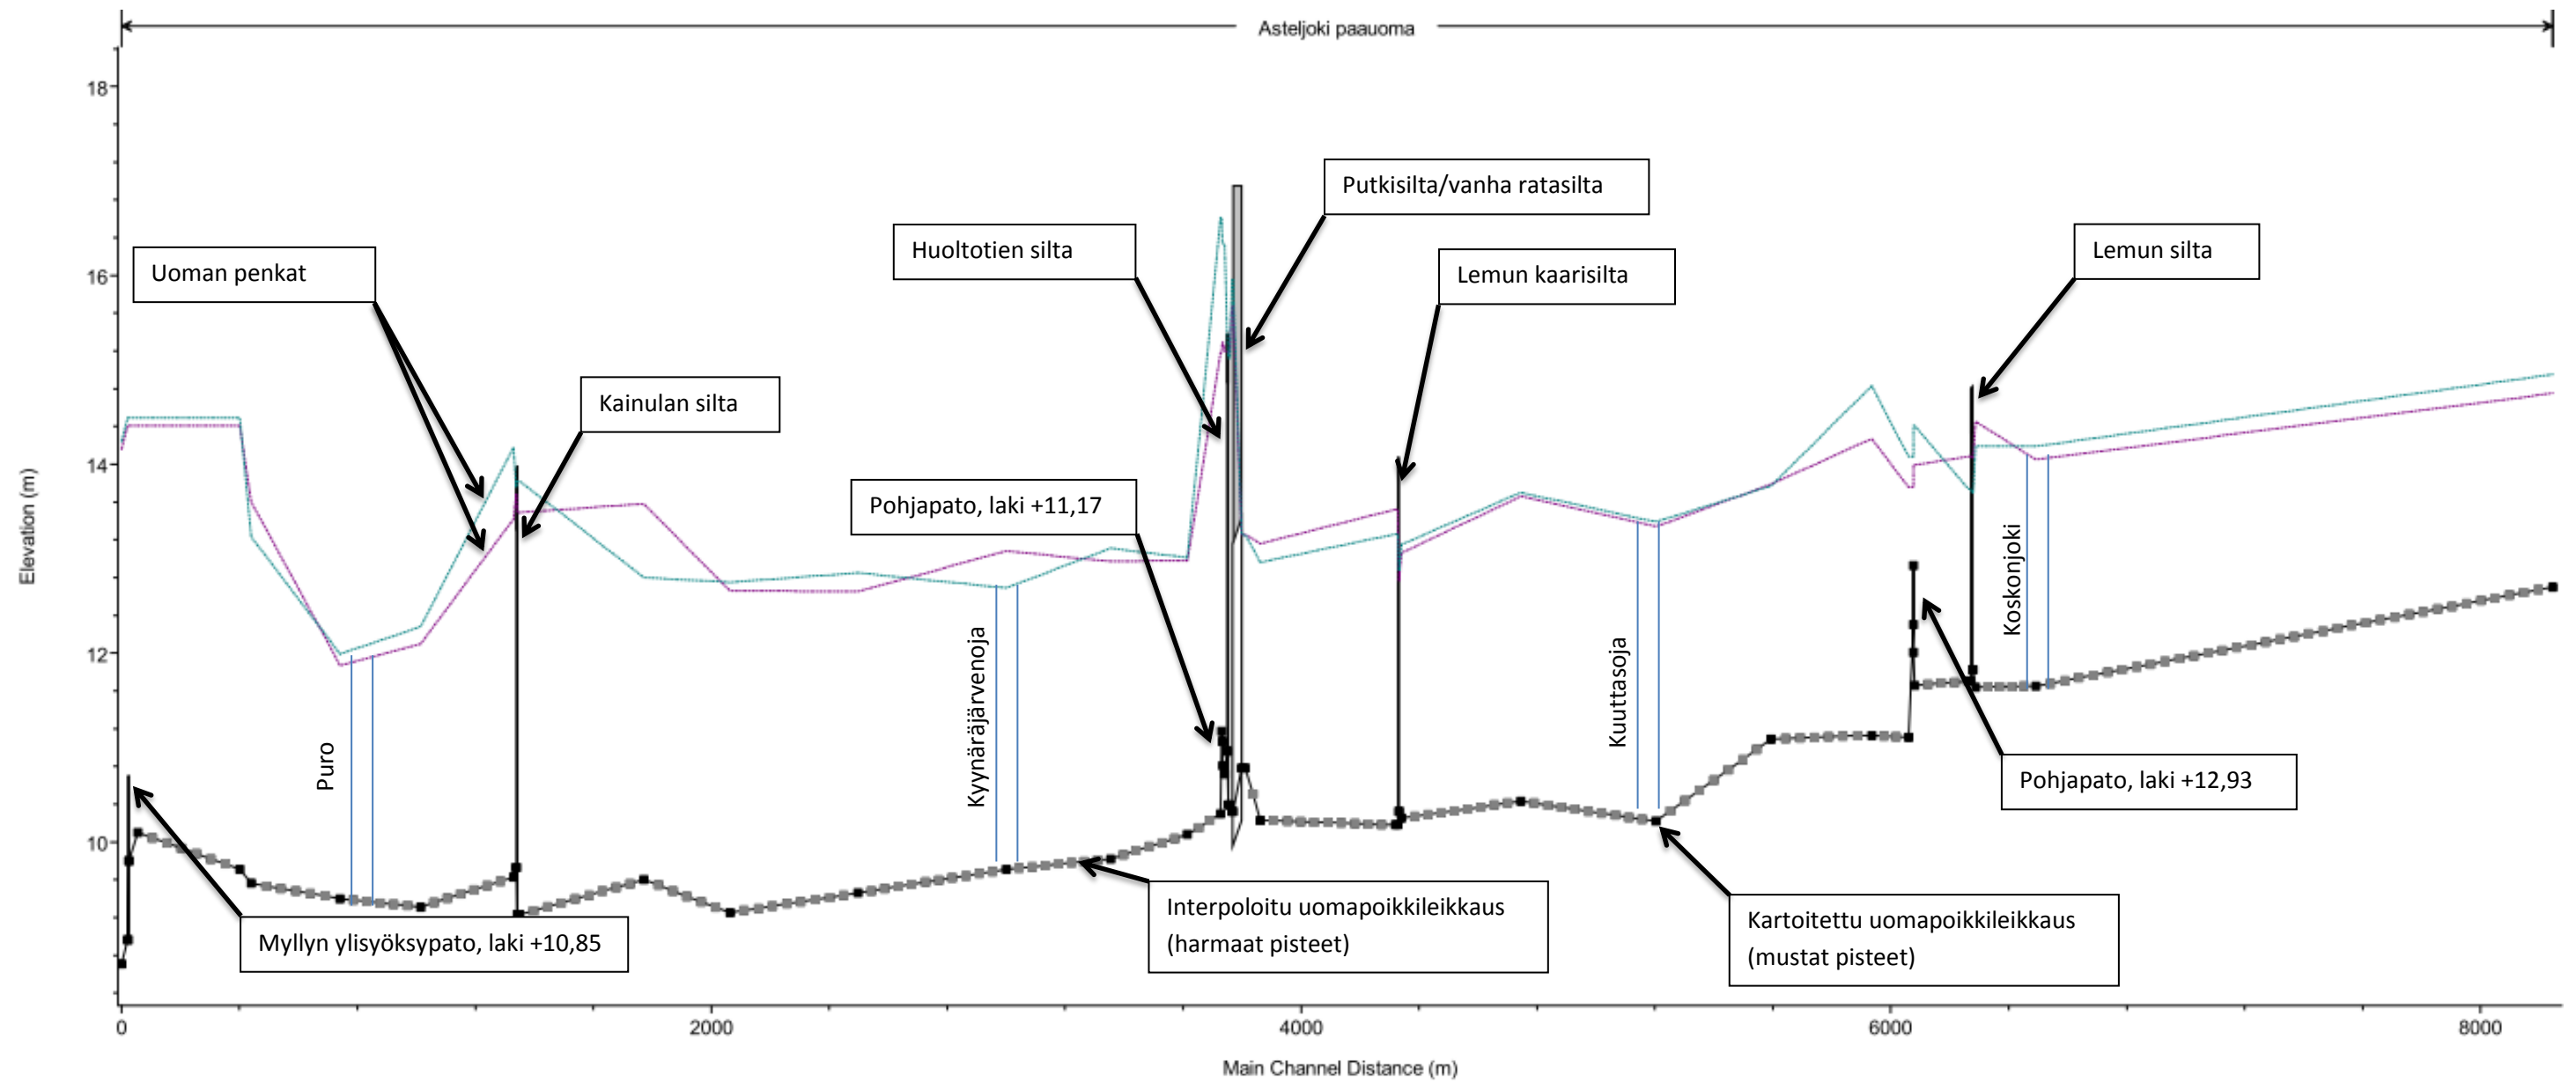 Asteljoki paauoma
18
16
14
12
10
Elevation (m)
Putkisilta/vanha ratasilta
Huoltotien silta
Lemun silta
Uoman penkat
Lemun kaarisilta
Kainulan silta
Pohjapato, laki +11,17
Puro
Kyynäräjärvenoja
Kuuttasoja
Koskonjoki
Pohjapato, laki +12,93
Myllyn ylisyöksypato, laki +10,85
Interpoloitu uomapoikkileikkaus
(harmaat pisteet)
Kartoitettu uomapoikkileikkaus
(mustat pisteet)
0
2000
4000
6000
8000
Main Channel Distance (m)